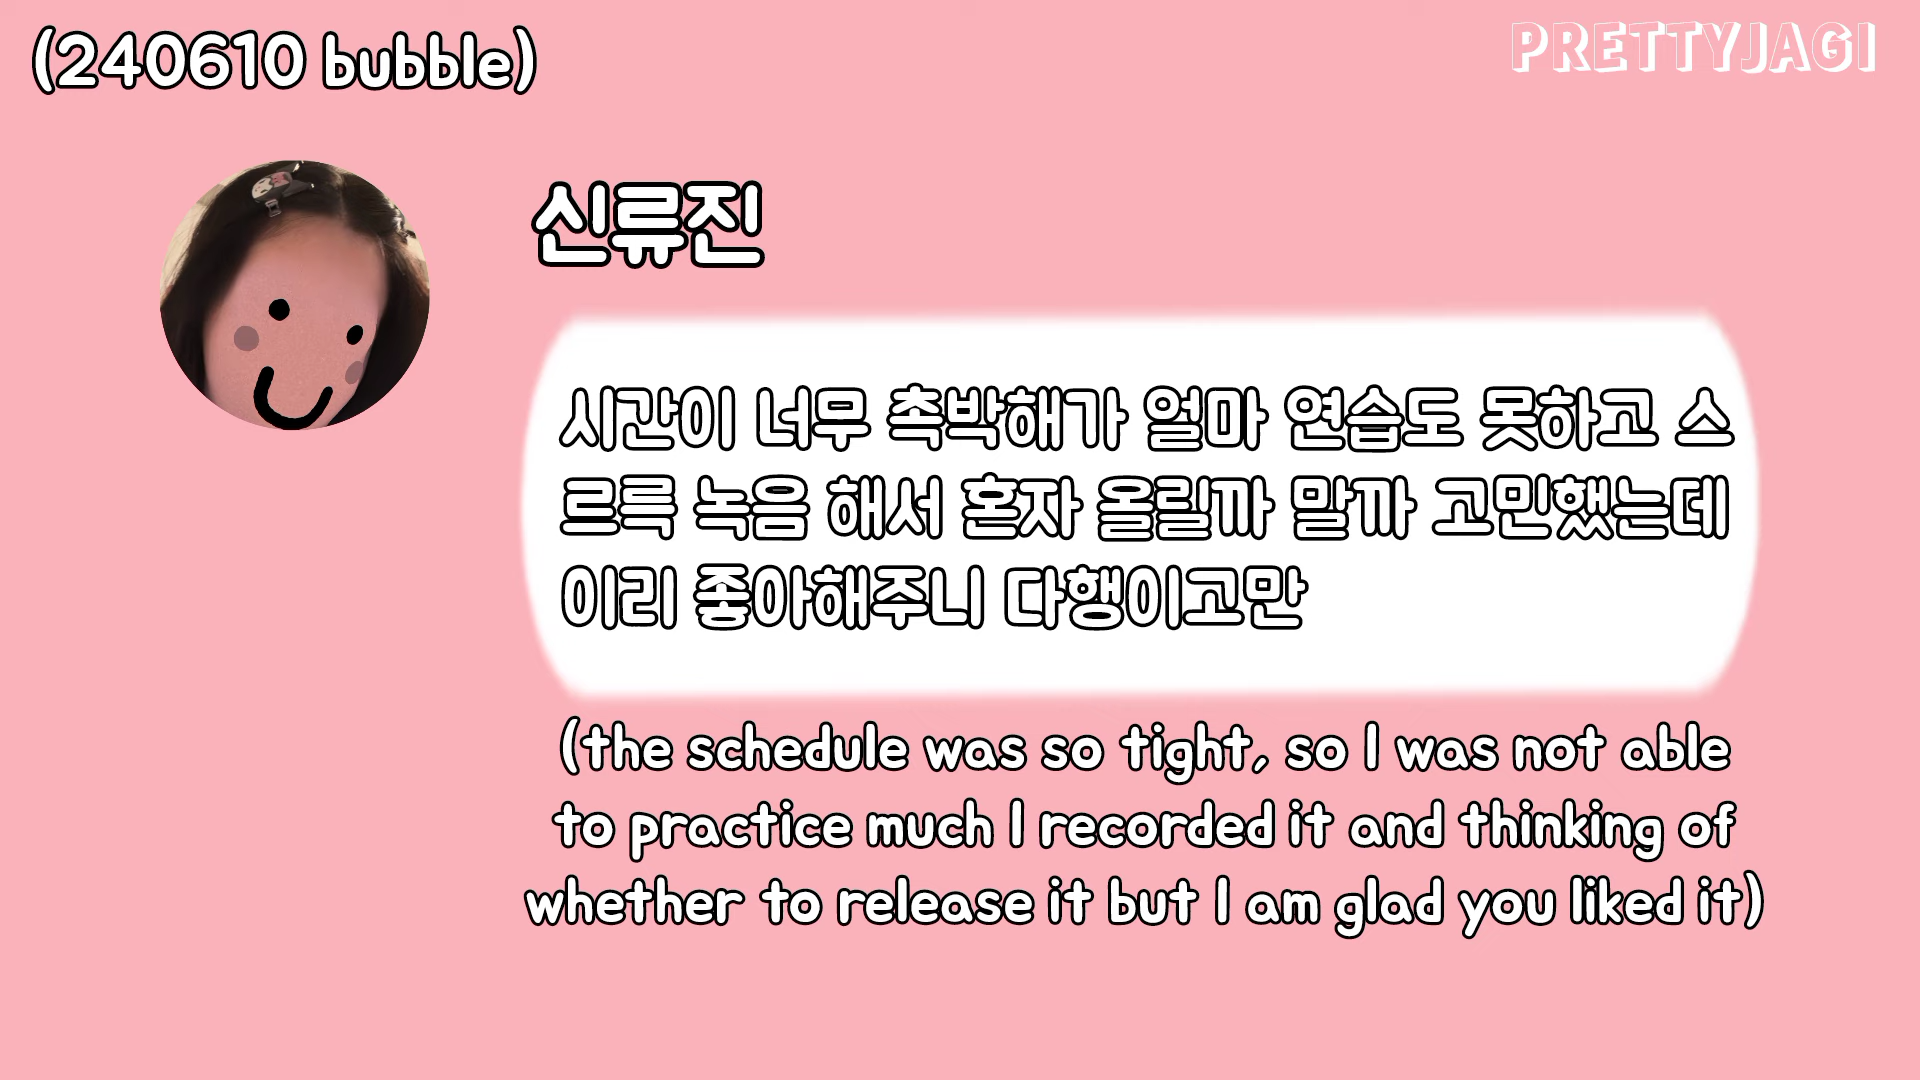 (240610 bubble)
PRETTYJAGI
신류진
시간이 너무 촉박해가 얼마 연습도 못하고 스
르륵 녹음 해서 혼자 올릴까 말까 고민했는데
이리 좋아해주니 다행이고만
(the schedule was so tight, so I was not able
to practice much I recorded it and thinking of
whether to release it but I am glad you liked it)